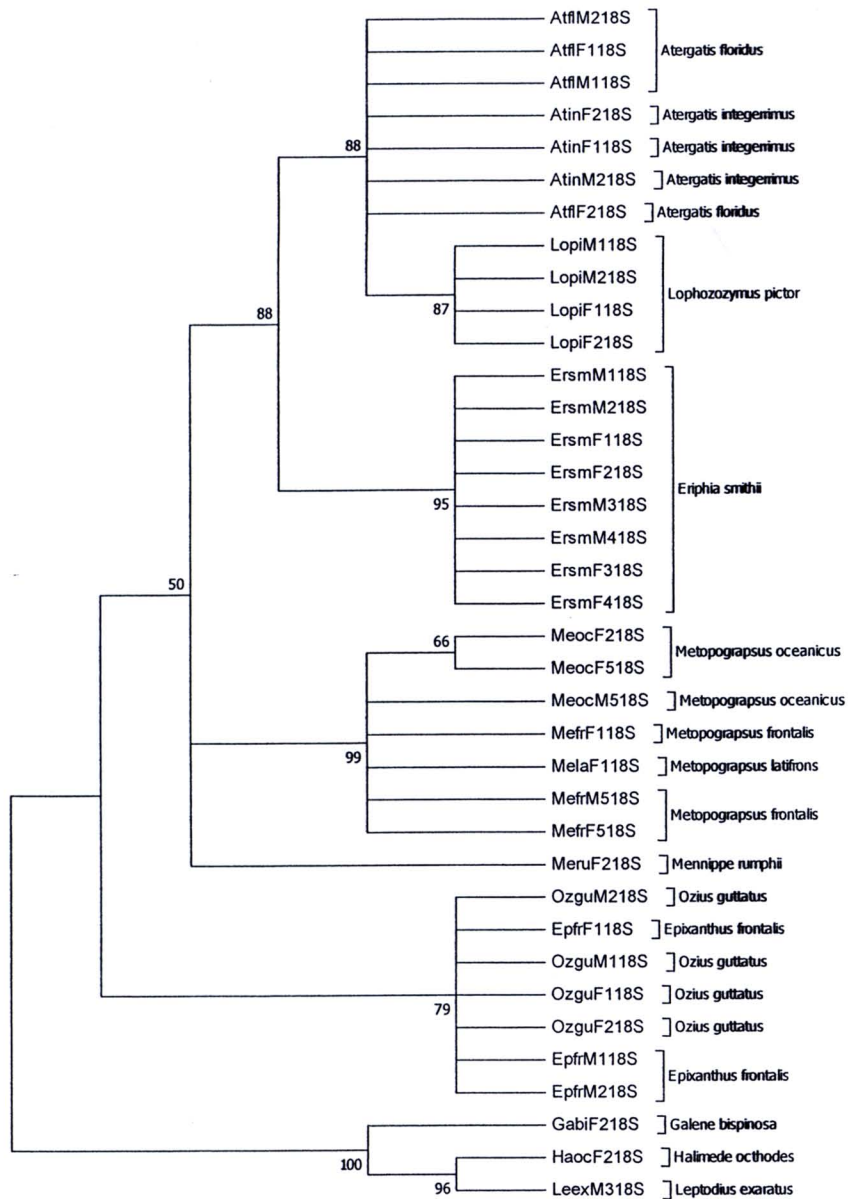 AtflM218S
AtflF118S
AtflM118S
Atergatis floridus
AtinF218S Atergatis integerrimus
AtinF118S Atergatis integerrimus
AtinM218S Atergatis integerrimus
AtflF218S Atergatis floridus
88
LopiM118S
LopiM218S
LopiF118S
LopiF218S
Lophozozymus pictor
87
88
ErsmM118S
ErsmM218S
ErsmF118S
ErsmF218S
ErsmM318S
ErsmM418S
ErsmF318S
ErsmF418S
Eriphia smithii
95
50
MeocF218S
MeocF518S
Metopograpsus oceanicus
66
MeocM518S Metopograpsus oceanicus
MefrF118S Metopograpsus frontalis
99
MelaF118S Metopograpsus latifrons
MefrM518S
MefrF518S
Metopograpsus frontalis
MeruF218S Mennippe rumphii
OzguM218S Ozius guttatus
EpfrF118S Epixanthus frontalis
OzguM118S Ozius guttatus
OzguF118S Ozius guttatus
79
OzguF218S Ozius guttatus
EpfrM118S
EpfrM218S
Epixanthus frontalis
GabiF218S Galene bispinosa
100
HaocF218S Halimede octhodes
96
LeexM318S Leptodius exaratus